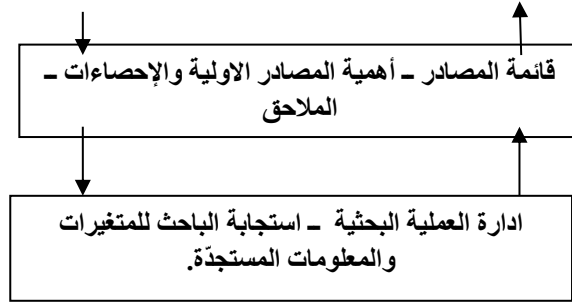 قائمة المصادر – أهمية المصادر الاولية والإحصاءات –
الملاحق
ادارة العملية البحثية – استجابة الباحث للمتغيرات
والمعلومات المستجدّة.